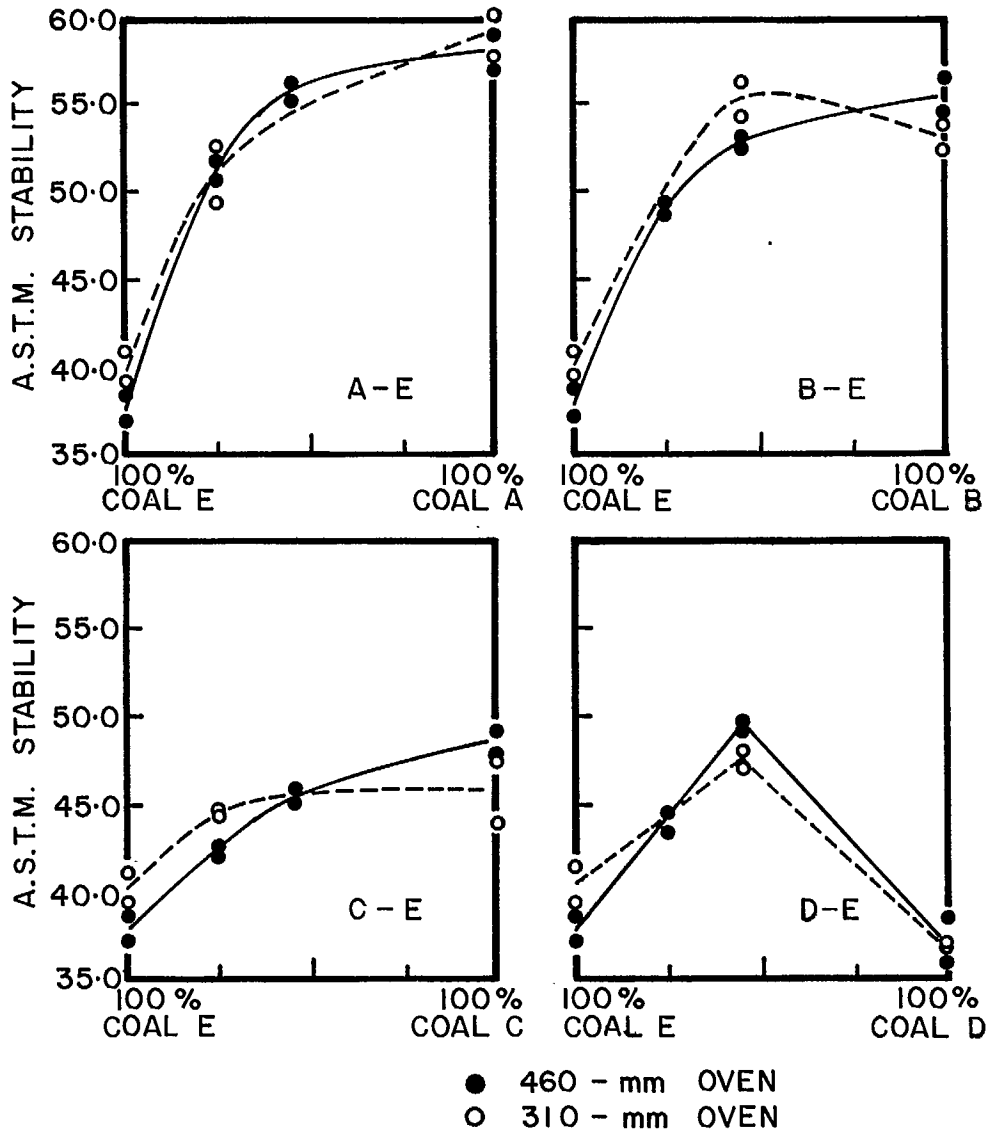 A.S.T.M. STABILITY
60·0
55·0
50·0
45·0
40·0
35·0
A-E
100% 100%
COAL E COAL A
B-E
100% 100%
COAL E COAL B
A.S.T.M. STABILITY
60·0
55·0
50·0
45·0
40·0
35·0
C-E
100% 100%
COAL E COAL C
D-E
100% 100%
COAL E COAL D
460-mm OVEN
310-mm OVEN